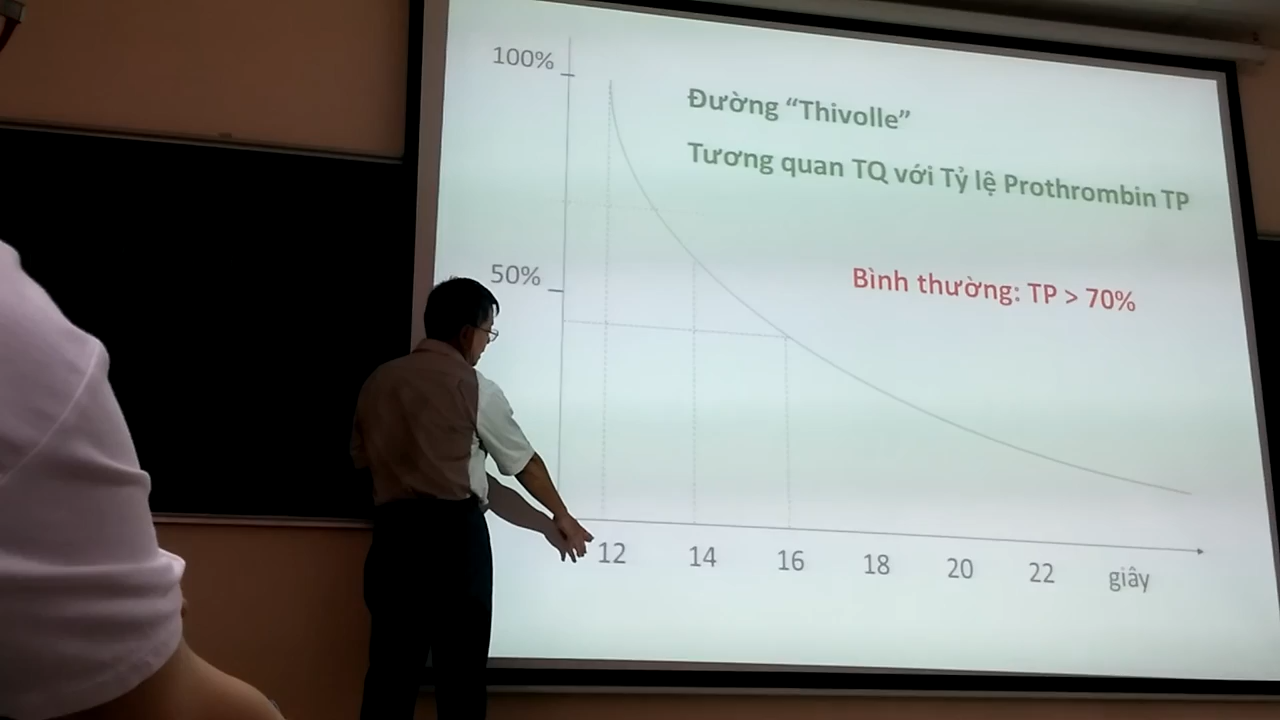 100%
Đường “Thivolle”
Tương quan TQ với Tỷ lệ Prothrombin TP
50%
Bình thường: TP > 70%
12 14 16 18 20 22 giây